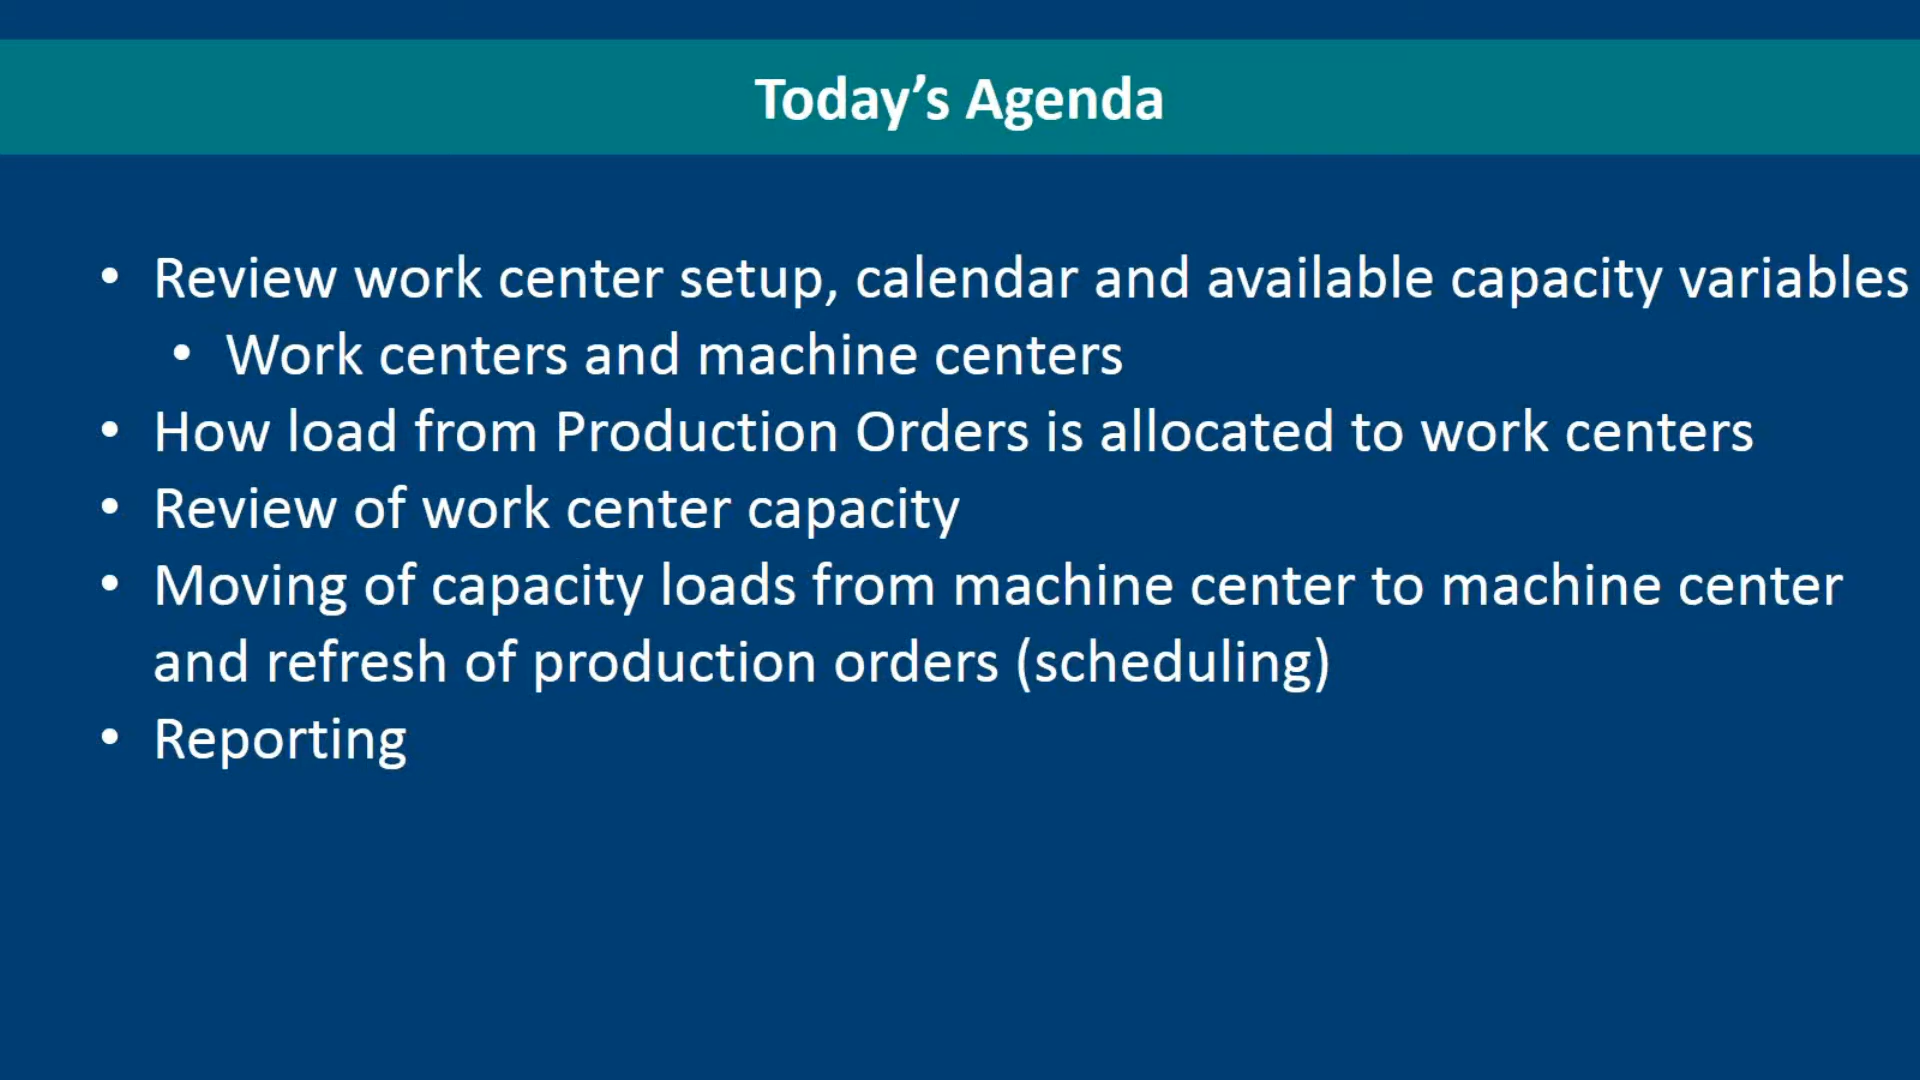 Today’s Agenda
• Review work center setup, calendar and available capacity variables
• Work centers and machine centers
• How load from Production Orders is allocated to work centers
• Review of work center capacity
• Moving of capacity loads from machine center to machine center
and refresh of production orders (scheduling)
• Reporting